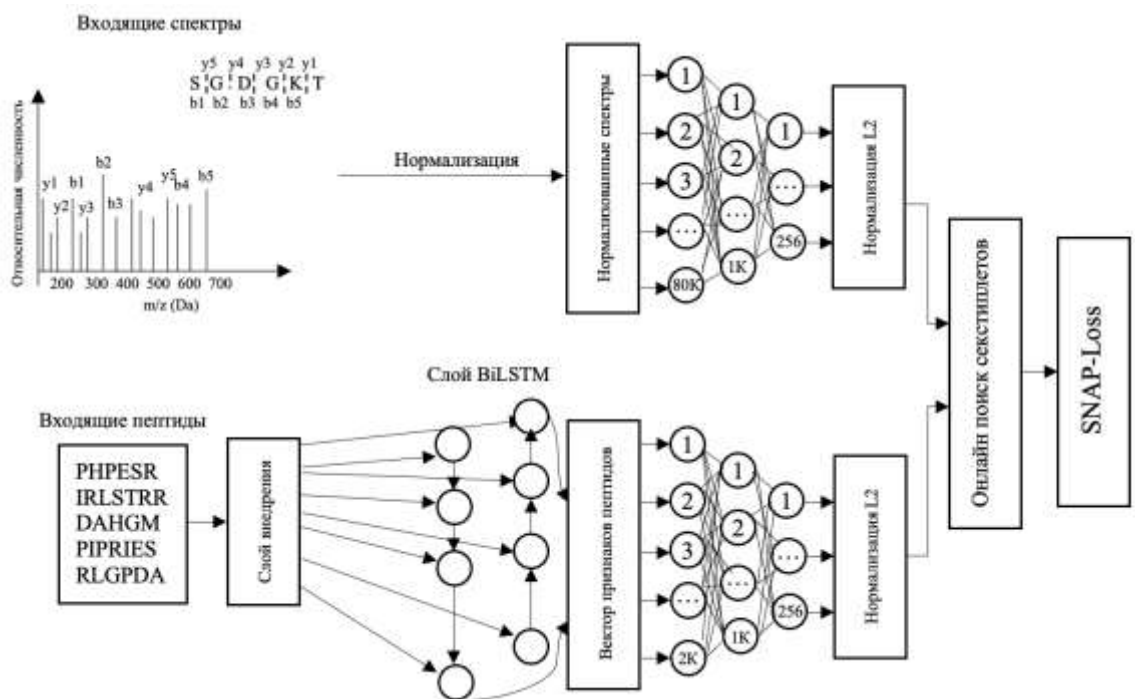 Входящие спектры
y5 y4 y3 y2 y1
S G D G K T
b1 b2 b3 b4 b5
Относительная численность
y1
y2
b1
y3
b2
b3
y4
y5
b4
b5
200 300 400 500 600 700
m/z (Da)
Нормализация
Нормализованные спектры
1
2
3
...
80K
1
2
...
1K
1
...
256
Нормализация L2
Онлайн поиск секстиплетов
SNAP-Loss
Слой BiLSTM
Входящие пептиды
PHPESR
IRLSTRR
DAHGM
PIPRIES
RLGPDA
Слой внедрения
Вектор признаков пептидов
1
2
3
...
2K
1
2
...
1K
1
...
256
Нормализация L2